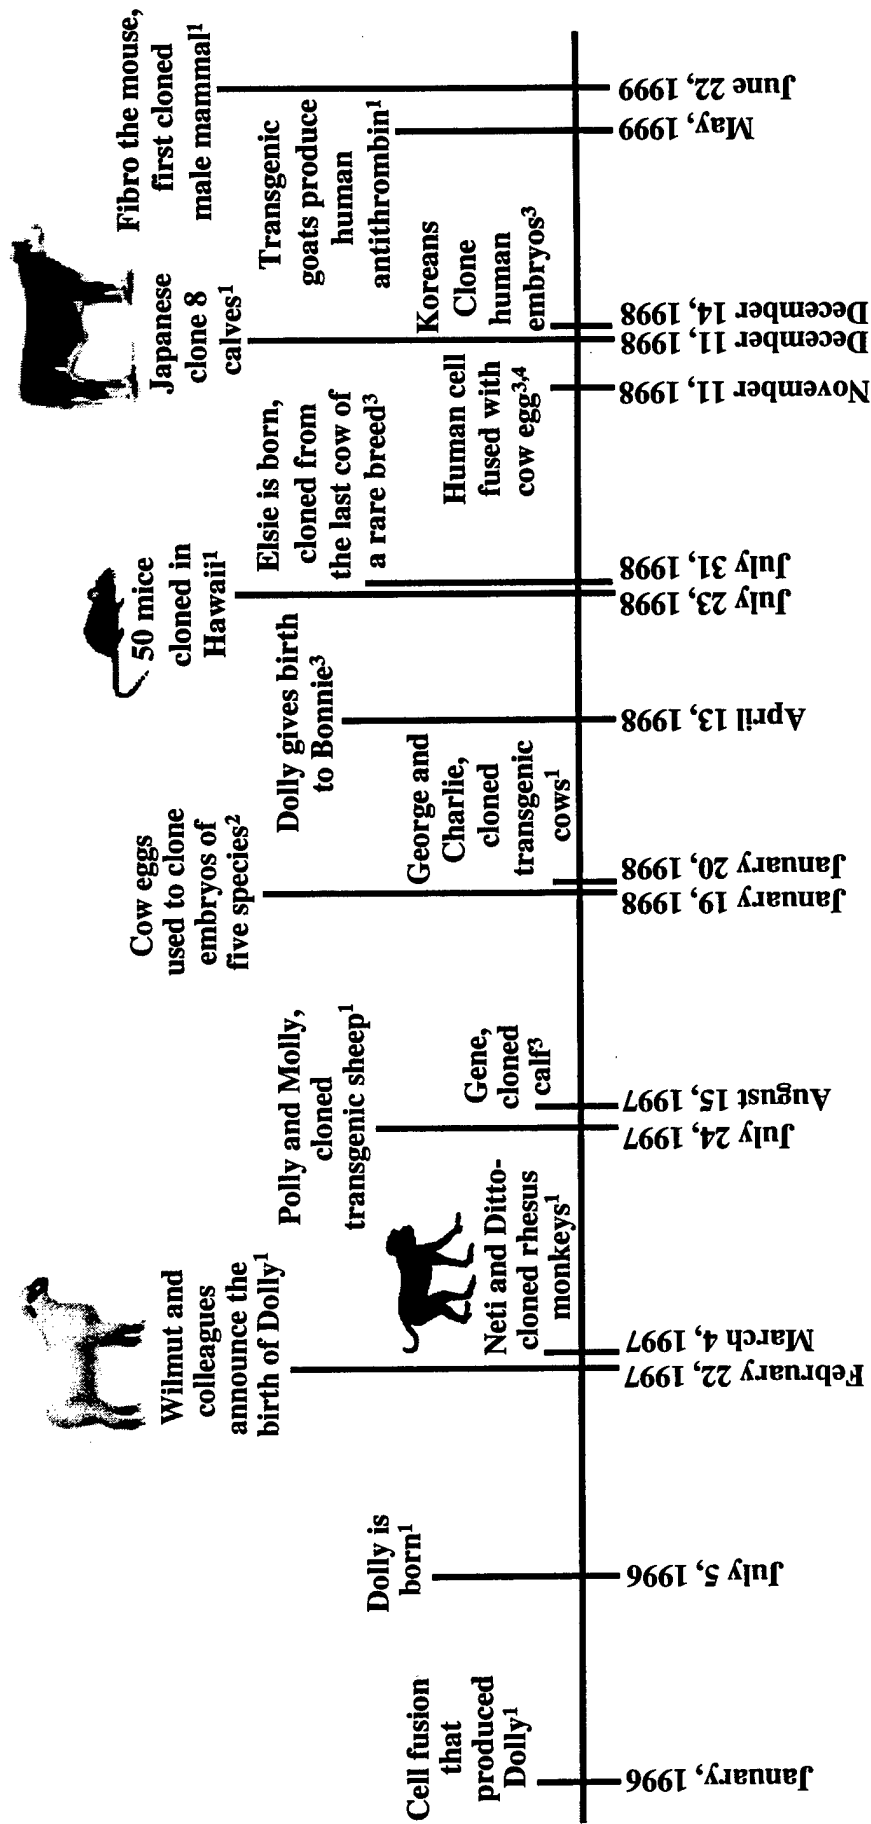 Cell fusion
that
produced
Dolly¹
January, 1996
Dolly is
born¹
July 5, 1996
Wilmut and
colleagues
announce the
birth of Dolly¹
February 22, 1997
Neti and Ditto-
cloned rhesus
monkeys¹
March 4, 1997
Polly and Molly,
cloned
transgenic sheep¹
July 24, 1997
Gene,
cloned
calf³
August 15, 1997
Cow eggs
used to clone
embryos of
five species²
January 19, 1998
George and
Charlie,
cloned
transgenic
cows¹
January 20, 1998
Dolly gives birth
to Bonnie³
April 13, 1998
50 mice
cloned in
Hawaii¹
July 23, 1998
Elsie is born,
cloned from
the last cow of
a rare breed³
July 31, 1998
Human cell
fused with
cow egg³,⁴
November 11, 1998
Japanese
clone 8
calves¹
December 11, 1998
Koreans
Clone
human
embryos³
December 14, 1998
Transgenic
goats produce
human
antithrombin¹
May, 1999
Fibro the mouse,
first cloned
male mammal¹
June 22, 1999